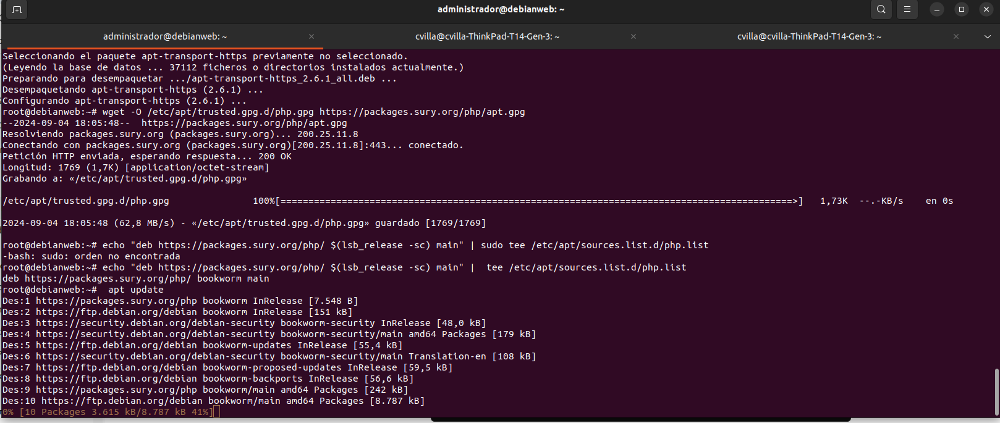 administrador@debianweb: ~
administrador@debianweb: ~
cvilla@cvilla-ThinkPad-T14-Gen-3: ~
cvilla@cvilla-ThinkPad-T14-Gen-3: ~
Seleccionando el paquete apt-transport-https previamente no seleccionado.
(Leyendo la base de datos ... 37112 ficheros o directorios instalados actualmente.)
Preparando para desempaquetar .../apt-transport-https_2.6.1_all.deb ...
Desempaquetando apt-transport-https (2.6.1) ...
Configurando apt-transport-https (2.6.1) ...
root@debianweb:~# wget -O /etc/apt/trusted.gpg.d/php.gpg https://packages.sury.org/php/apt.gpg
--2024-09-04 18:05:48--  https://packages.sury.org/php/apt.gpg
Resolviendo packages.sury.org (packages.sury.org)... 200.25.11.8
Conectando con packages.sury.org (packages.sury.org)[200.25.11.8]:443... conectado.
Petición HTTP enviada, esperando respuesta... 200 OK
Longitud: 1769 (1,7K) [application/octet-stream]
Grabando a: «/etc/apt/trusted.gpg.d/php.gpg»
/etc/apt/trusted.gpg.d/php.gpg               100%[============================================================================================>]   1,73K  --.-KB/s    en 0s
2024-09-04 18:05:48 (62,8 MB/s) - «/etc/apt/trusted.gpg.d/php.gpg» guardado [1769/1769]
root@debianweb:~# echo "deb https://packages.sury.org/php/ $(lsb_release -sc) main" | sudo tee /etc/apt/sources.list.d/php.list
-bash: sudo: orden no encontrada
root@debianweb:~# echo "deb https://packages.sury.org/php/ $(lsb_release -sc) main" |  tee /etc/apt/sources.list.d/php.list
deb https://packages.sury.org/php/ bookworm main
root@debianweb:~#  apt update
Des:1 https://packages.sury.org/php bookworm InRelease [7.548 B]
Des:2 https://ftp.debian.org/debian bookworm InRelease [151 kB]
Des:3 https://security.debian.org/debian-security bookworm-security InRelease [48,0 kB]
Des:4 https://security.debian.org/debian-security bookworm-security/main amd64 Packages [179 kB]
Des:5 https://ftp.debian.org/debian bookworm-updates InRelease [55,4 kB]
Des:6 https://security.debian.org/debian-security bookworm-security/main Translation-en [108 kB]
Des:7 https://ftp.debian.org/debian bookworm-proposed-updates InRelease [59,5 kB]
Des:8 https://ftp.debian.org/debian bookworm-backports InRelease [56,6 kB]
Des:9 https://packages.sury.org/php bookworm/main amd64 Packages [242 kB]
Des:10 https://ftp.debian.org/debian bookworm/main amd64 Packages [8.787 kB]
0% [10 Packages 3.615 kB/8.787 kB 41%]